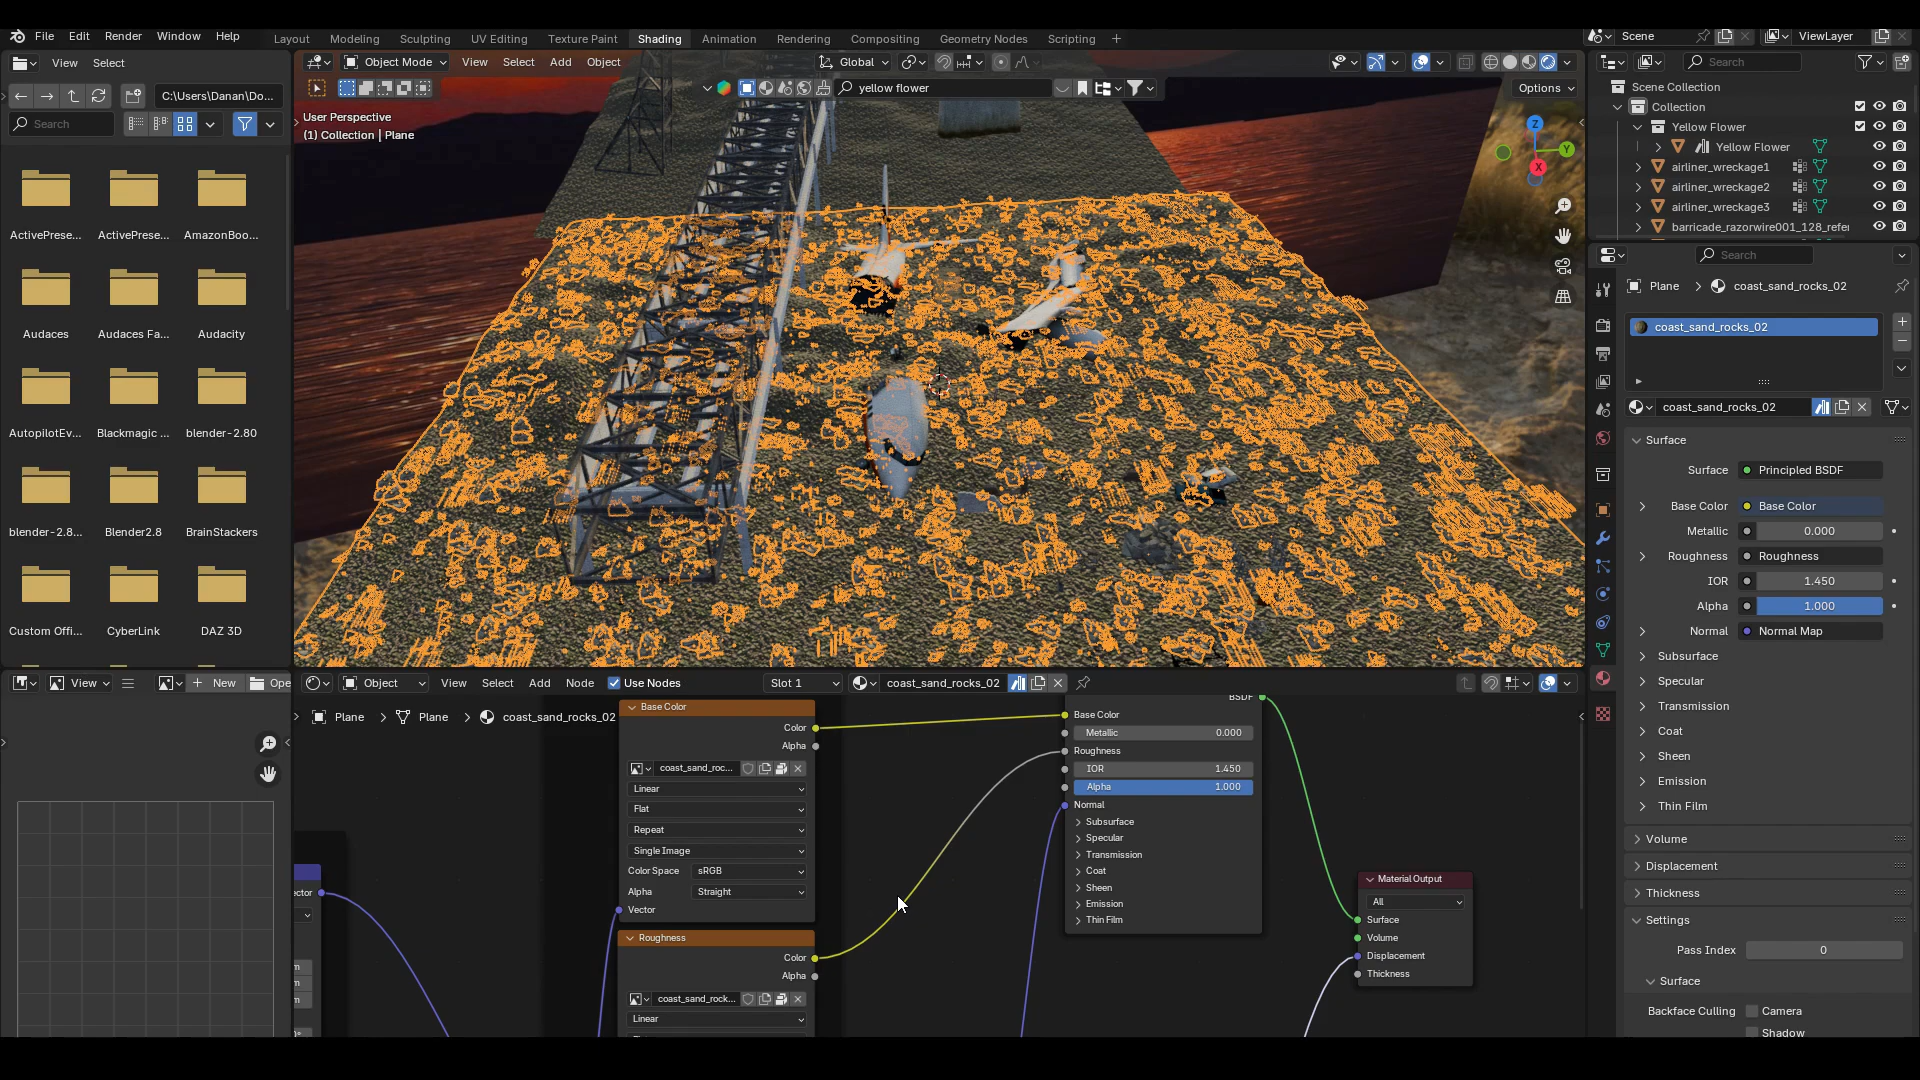 File Edit Render Window Help
Layout Modeling Sculpting UV Editing Texture Paint Shading Animation Rendering Compositing Geometry Nodes Scripting +
Scene
ViewLayer
View Select
C:\Users\Danan\Do...
Search
ActivePrese... ActivePrese... AmazonBoo...
Audaces Audaces Fa... Audacity
AutopilotEv... Blackmagic ... blender-2.80
blender-2.8... Blender2.8 BrainStackers
Custom Offi... CyberLink DAZ 3D
Object Mode View Select Add Object Global
yellow flower
Options
User Perspective
(1) Collection | Plane
Z
Y
X
Search
Scene Collection
Collection
Yellow Flower
Yellow Flower
airliner_wreckage1
airliner_wreckage2
airliner_wreckage3
barricade_razorwire001_128_refer
Search
Plane > coast_sand_rocks_02
coast_sand_rocks_02
coast_sand_rocks_02
Surface
Surface Principled BSDF
Base Color Base Color
Metallic 0.000
Roughness Roughness
IOR 1.450
Alpha 1.000
Normal Normal Map
Subsurface
Specular
Transmission
Coat
Sheen
Emission
Thin Film
Volume
Displacement
Thickness
Settings
Pass Index 0
Surface
Backface Culling Camera
Shadow
View New Ope
Object View Select Add Node Use Nodes Slot 1 coast_sand_rocks_02
Plane > Plane > coast_sand_rocks_02
ector
m
m
m
Base Color
Color
Alpha
coast_sand_roc...
Linear
Flat
Repeat
Single Image
Color Space sRGB
Alpha Straight
Vector
Roughness
Color
Alpha
coast_sand_rock...
Linear
BSDF
Base Color
Metallic 0.000
Roughness
IOR 1.450
Alpha 1.000
Normal
Subsurface
Specular
Transmission
Coat
Sheen
Emission
Thin Film
Material Output
All
Surface
Volume
Displacement
Thickness